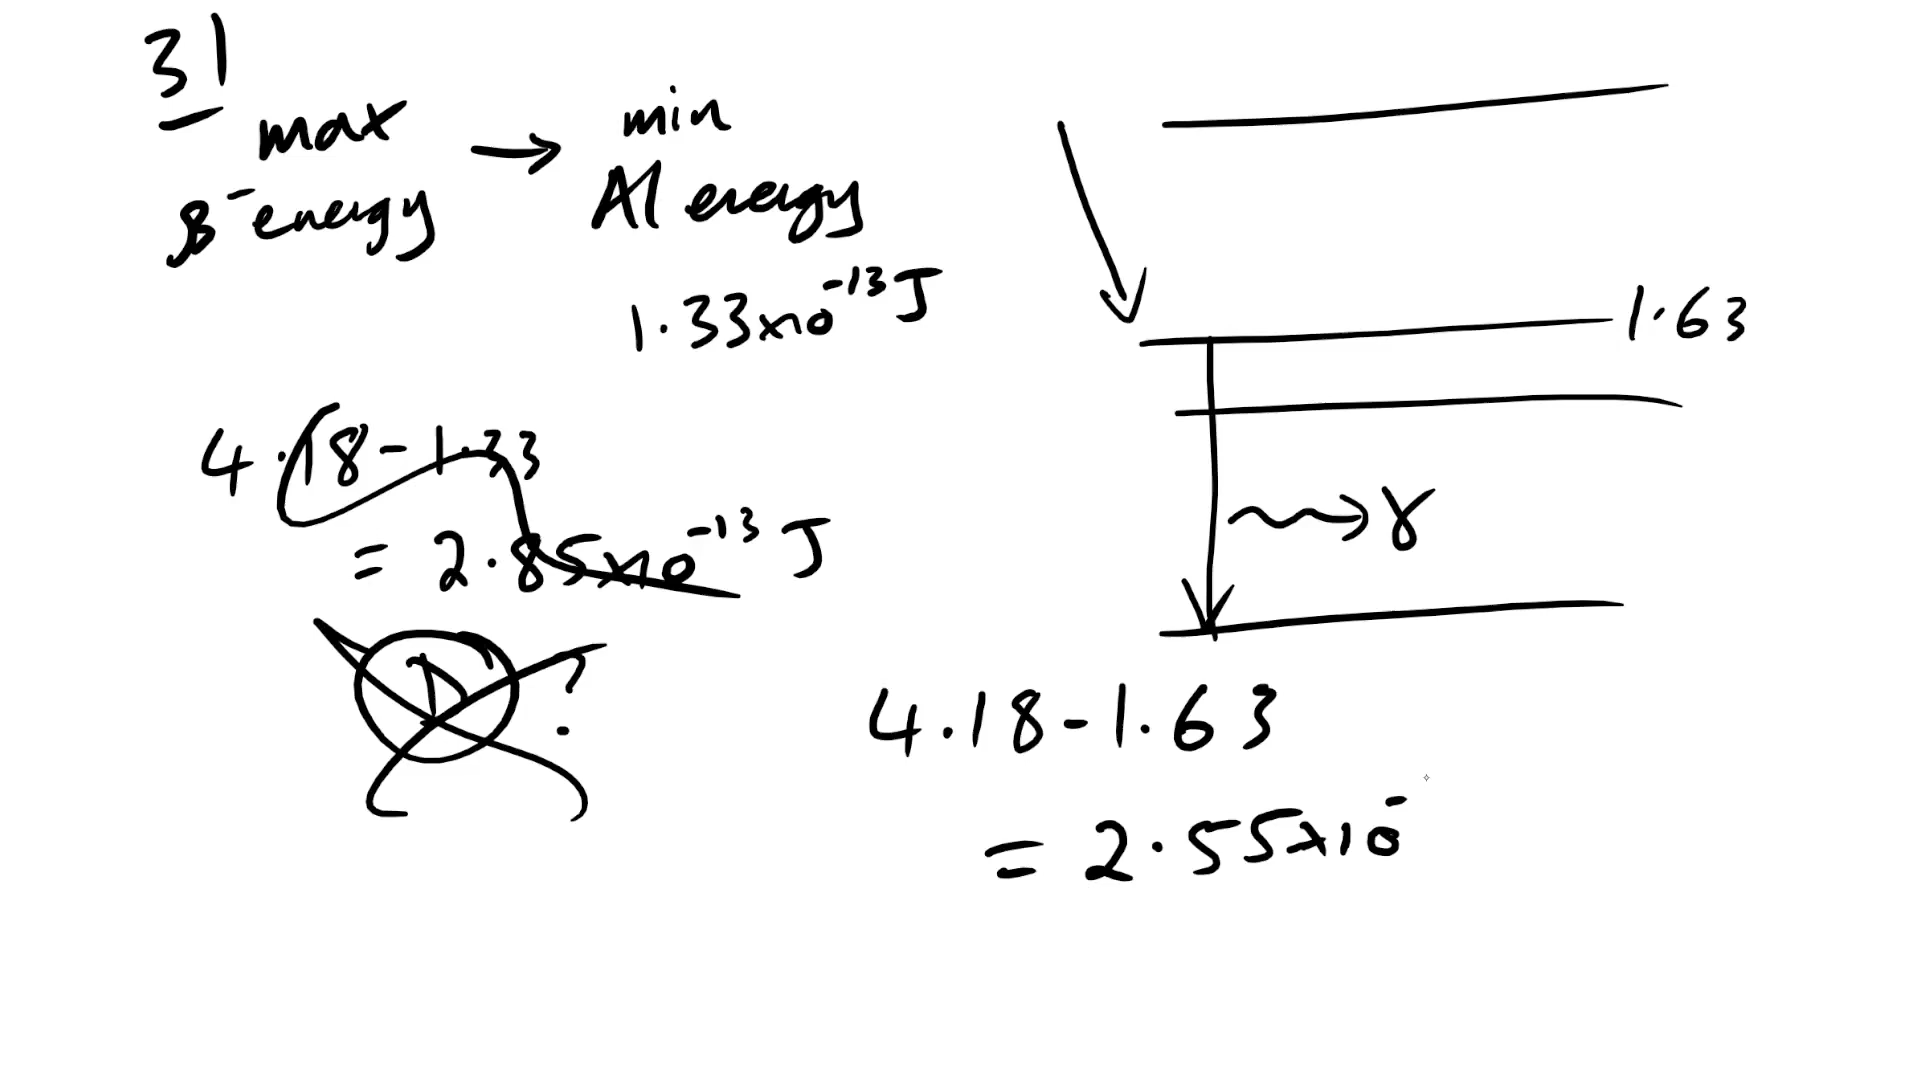 31
max → min
β⁻ energy Al energy
1.33×10⁻¹³ J
4.18 - 1.33
= 2.85×10⁻¹³ J
D ?
1.63
γ
4.18 - 1.63
= 2.55×10⁻